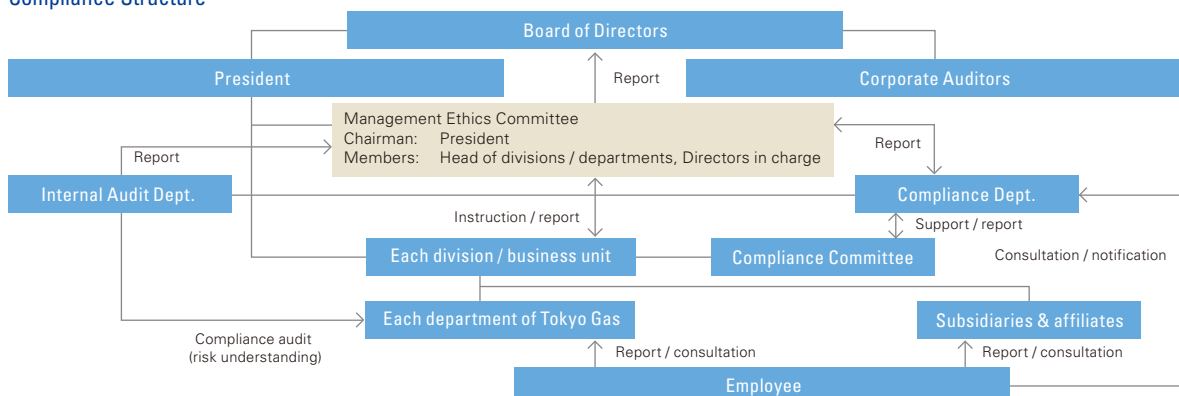 Compliance Structure
Board of Directors
President
Report
Corporate Auditors
Management Ethics Committee
Chairman: President
Members: Head of divisions / departments, Directors in charge
Report
Report
Internal Audit Dept.
Compliance Dept.
Instruction / report
Support / report
Each division / business unit
Compliance Committee
Consultation / notification
Each department of Tokyo Gas
Subsidiaries & affiliates
Compliance audit
(risk understanding)
Report / consultation
Report / consultation
Employee